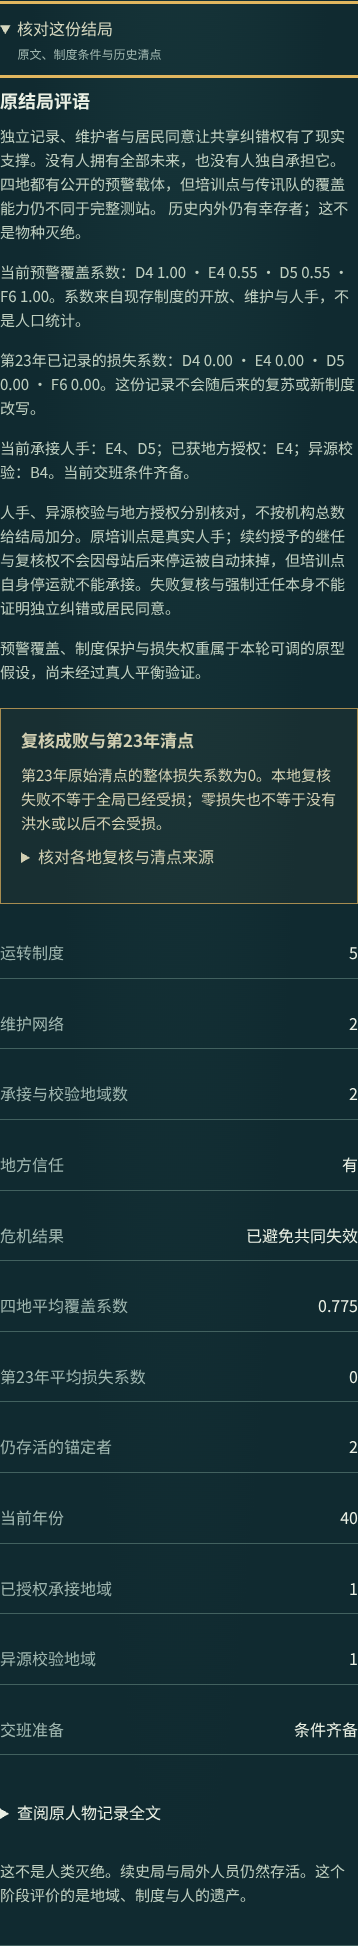 ▼ 核对这份结局
原文、制度条件与历史清点
原结局评语
独立记录、维护者与居民同意让共享纠错权有了现实
支撑。没有人拥有全部未来，也没有人独自承担它。
四地都有公开的预警载体，但培训点与传讯队的覆盖
能力仍不同于完整测站。 历史内外仍有幸存者；这不
是物种灭绝。
当前预警覆盖系数：D4 1.00 · E4 0.55 · D5 0.55 ·
F6 1.00。系数来自现存制度的开放、维护与人手，不
是人口统计。
第23年已记录的损失系数：D4 0.00 · E4 0.00 · D5
0.00 · F6 0.00。这份记录不会随后来的复苏或新制度
改写。
当前承接人手：E4、D5；已获地方授权：E4；异源校
验：B4。当前交班条件齐备。
人手、异源校验与地方授权分别核对，不按机构总数
给结局加分。原培训点是真实人手；续约授予的继任
与复核权不会因母站后来停运被自动抹掉，但培训点
自身停运就不能承接。失败复核与强制迁任本身不能
证明独立纠错或居民同意。
预警覆盖、制度保护与损失权重属于本轮可调的原型
假设，尚未经过真人平衡验证。
复核成败与第23年清点
第23年原始清点的整体损失系数为0。本地复核
失败不等于全局已经受损；零损失也不等于没有
洪水或以后不会受损。
▶ 核对各地复核与清点来源
运转制度 5
维护网络 2
承接与校验地域数 2
地方信任 有
危机结果 已避免共同失效
四地平均覆盖系数 0.775
第23年平均损失系数 0
仍存活的锚定者 2
当前年份 40
已授权承接地域 1
异源校验地域 1
交班准备 条件齐备
▶ 查阅原人物记录全文
这不是人类灭绝。续史局与局外人员仍然存活。这个
阶段评价的是地域、制度与人的遗产。